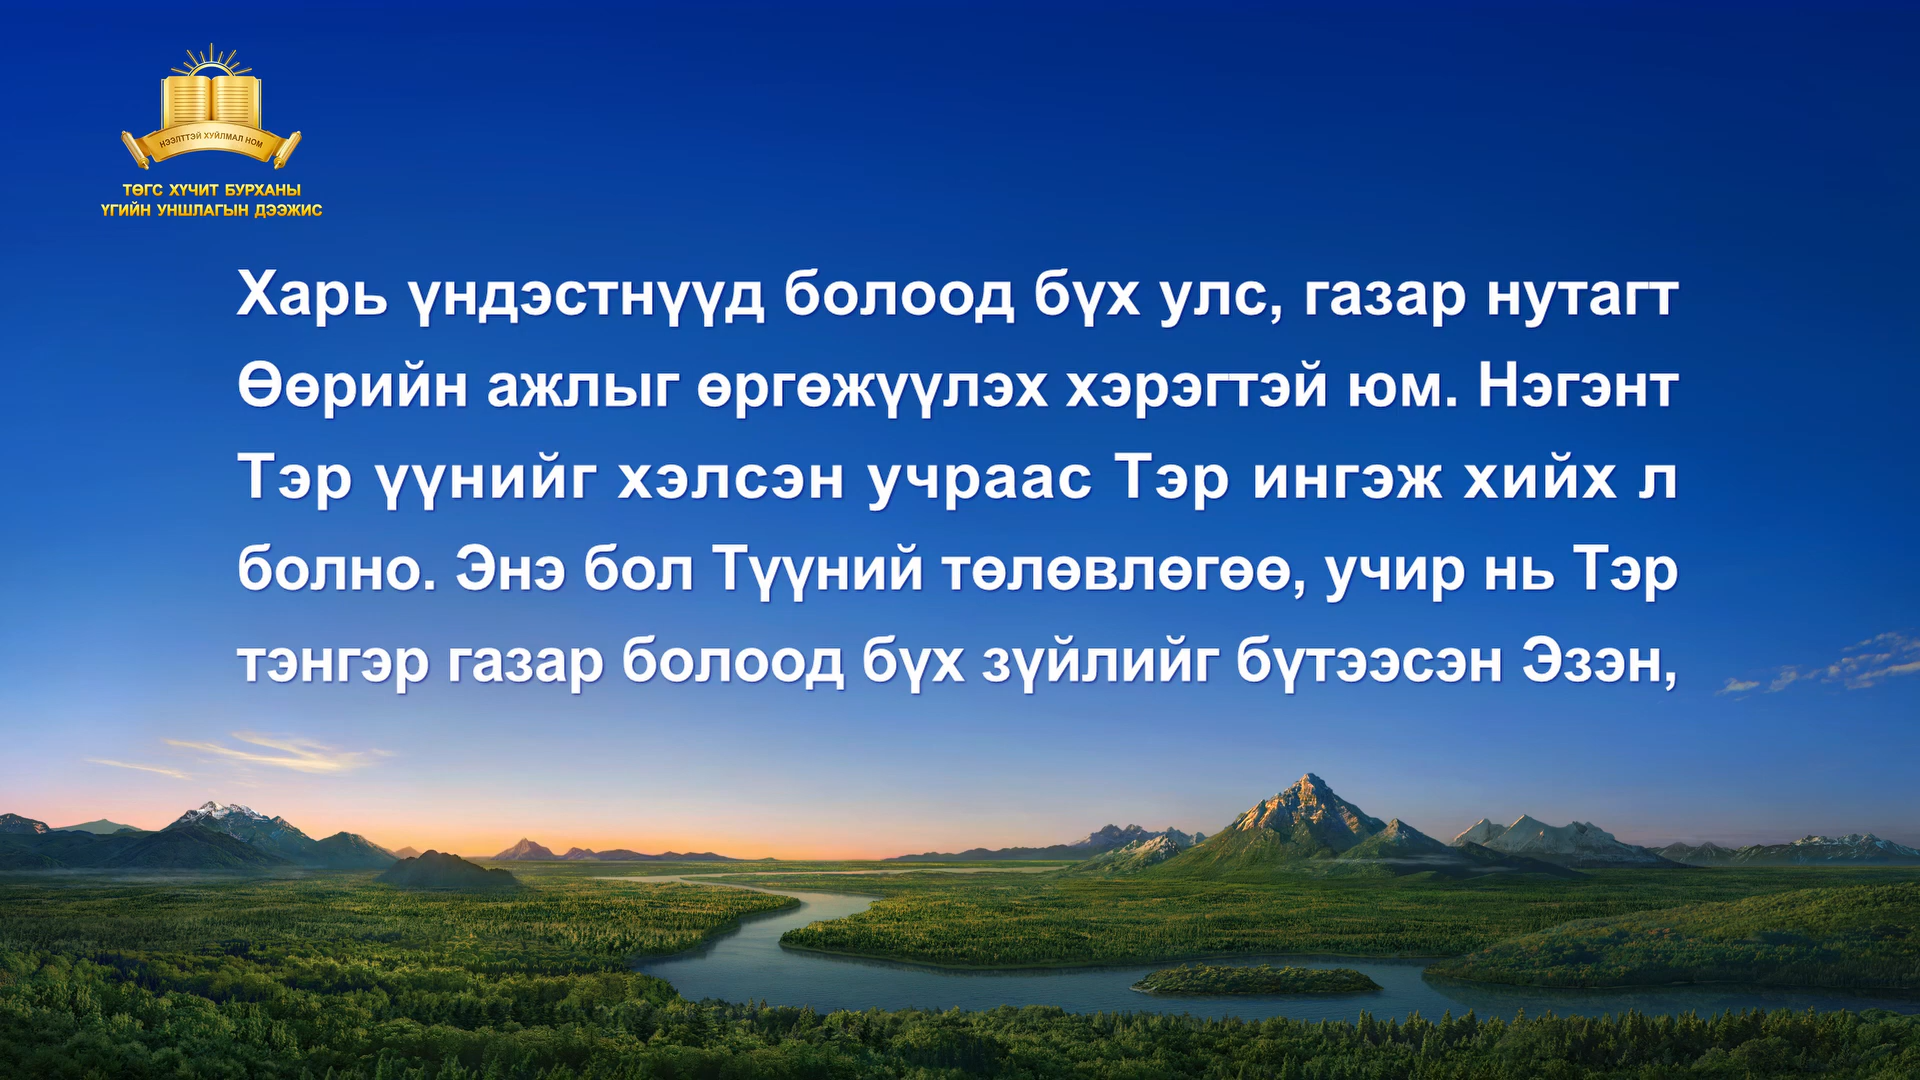 НЭЭЛТТЭЙ ХУЙЛМАЛ НОМ
ТӨГС ХҮЧИТ БУРХАНЫ
ҮГИЙН УНШЛАГЫН ДЭЭЖИС
Харь үндэстнүүд болоод бүх улс, газар нутагт
Өөрийн ажлыг өргөжүүлэх хэрэгтэй юм. Нэгэнт
Тэр үүнийг хэлсэн учраас Тэр ингэж хийх л
болно. Энэ бол Түүний төлөвлөгөө, учир нь Тэр
тэнгэр газар болоод бүх зүйлийг бүтээсэн Эзэн,